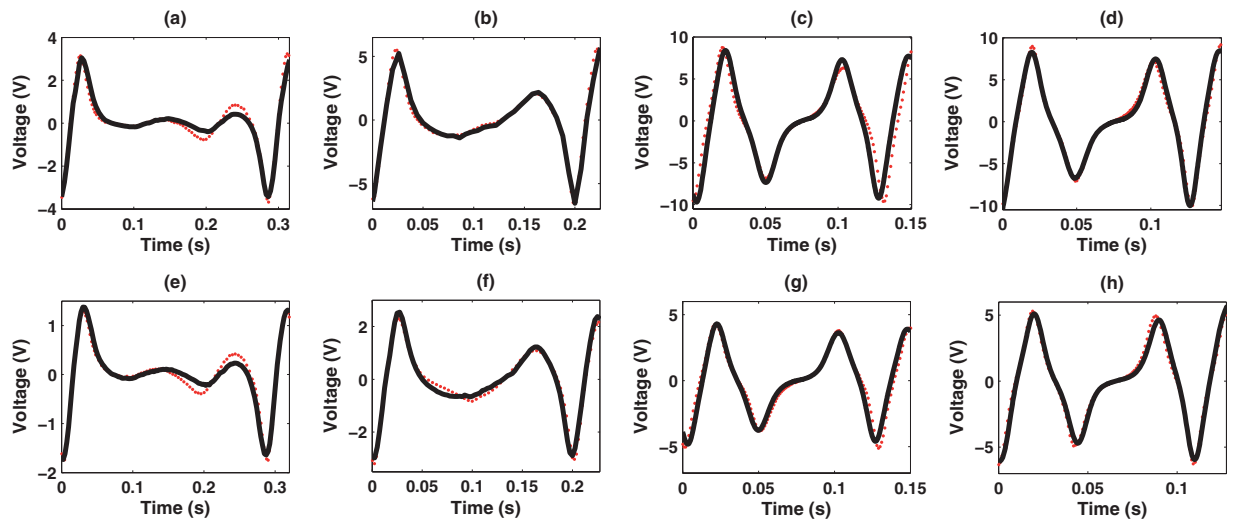 (a)
4
2
0
−2
−4
Voltage (V)
0 0.1 0.2 0.3
Time (s)
(b)
5
0
−5
Voltage (V)
0 0.05 0.1 0.15 0.2
Time (s)
(c)
10
5
0
−5
−10
Voltage (V)
0 0.05 0.1 0.15
Time (s)
(d)
10
5
0
−5
−10
Voltage (V)
0 0.05 0.1
Time (s)
(e)
1
0
−1
−2
Voltage (V)
0 0.1 0.2 0.3
Time (s)
(f)
2
0
−2
Voltage (V)
0 0.05 0.1 0.15 0.2
Time (s)
(g)
5
0
−5
Voltage (V)
0 0.05 0.1 0.15
Time (s)
(h)
5
0
−5
Voltage (V)
0 0.05 0.1
Time (s)